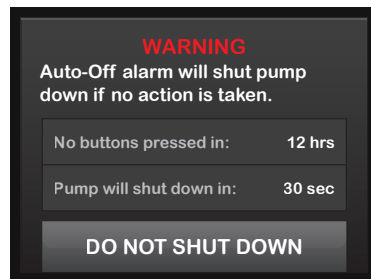 WARNING
Auto-Off alarm will shut pump
down if no action is taken.
No buttons pressed in: 12 hrs
Pump will shut down in: 30 sec
DO NOT SHUT DOWN